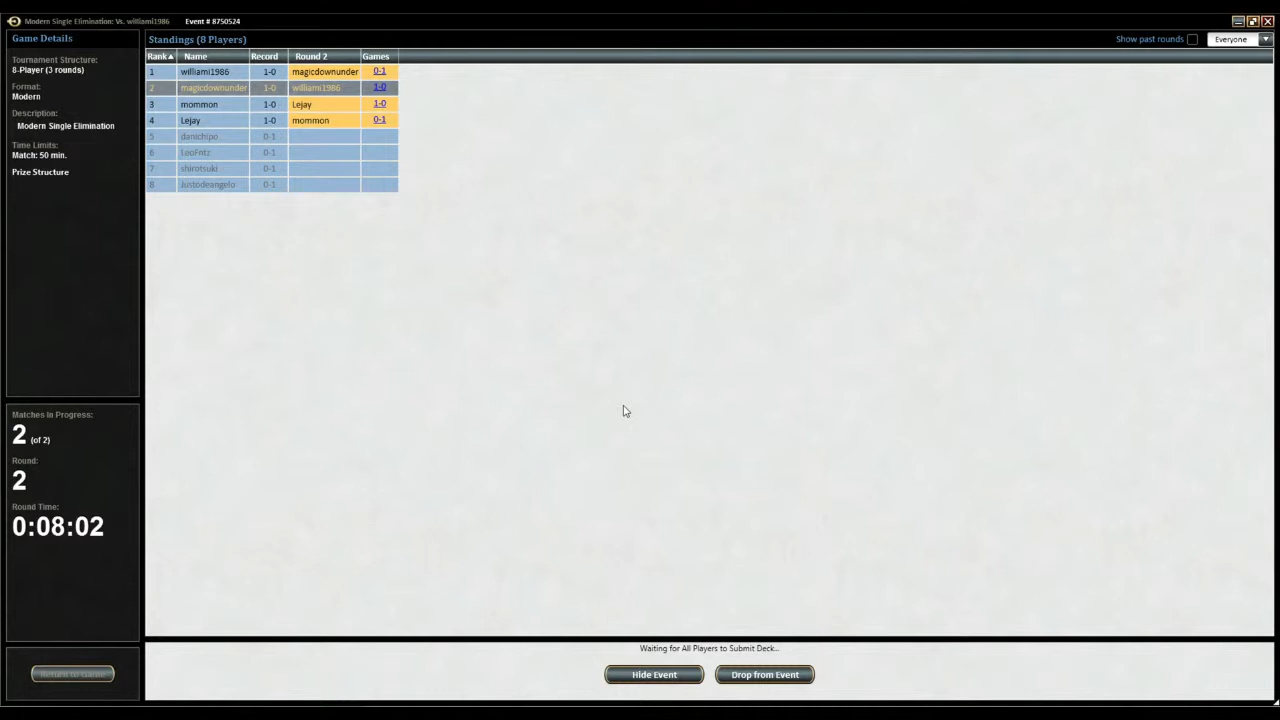 Modern Single Elimination: Vs. williami1986 Event # 8750524
Game Details
Tournament Structure:
8-Player (3 rounds)
Format:
Modern
Description:
Modern Single Elimination
Time Limits:
Match: 50 min.
Prize Structure
Standings (8 Players) Show past rounds Everyone
Rank Name Record Round 2 Games
1 williami1986 1-0 magicdownunder 0-1
2 magicdownunder 1-0 williami1986 1-0
3 mommon 1-0 Lejay 1-0
4 Lejay 1-0 mommon 0-1
5 danichipo 0-1
6 LeoFntz 0-1
7 shirotsuki 0-1
8 Justodeangelo 0-1
Matches In Progress:
2 (of 2)
Round:
2
Round Time:
0:08:02
Return to Game
Waiting for All Players to Submit Deck...
Hide Event Drop from Event